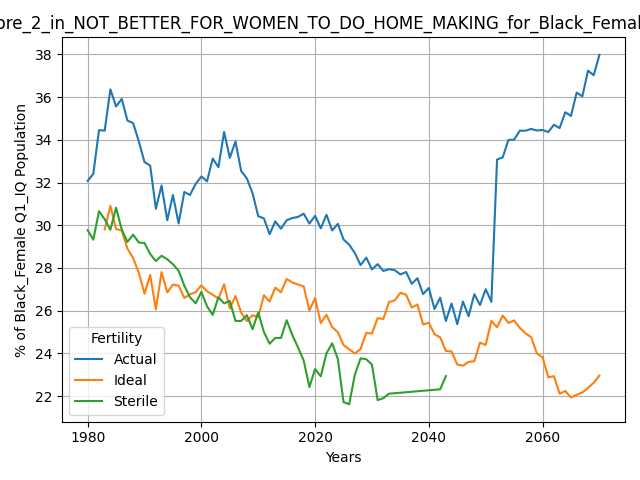 ore_2_in_NOT_BETTER_FOR_WOMEN_TO_DO_HOME_MAKING_for_Black_Femal
% of Black_Female Q1_IQ Population
38
36
34
32
30
28
26
24
22
Fertility
Actual
Ideal
Sterile
1980 2000 2020 2040 2060
Years